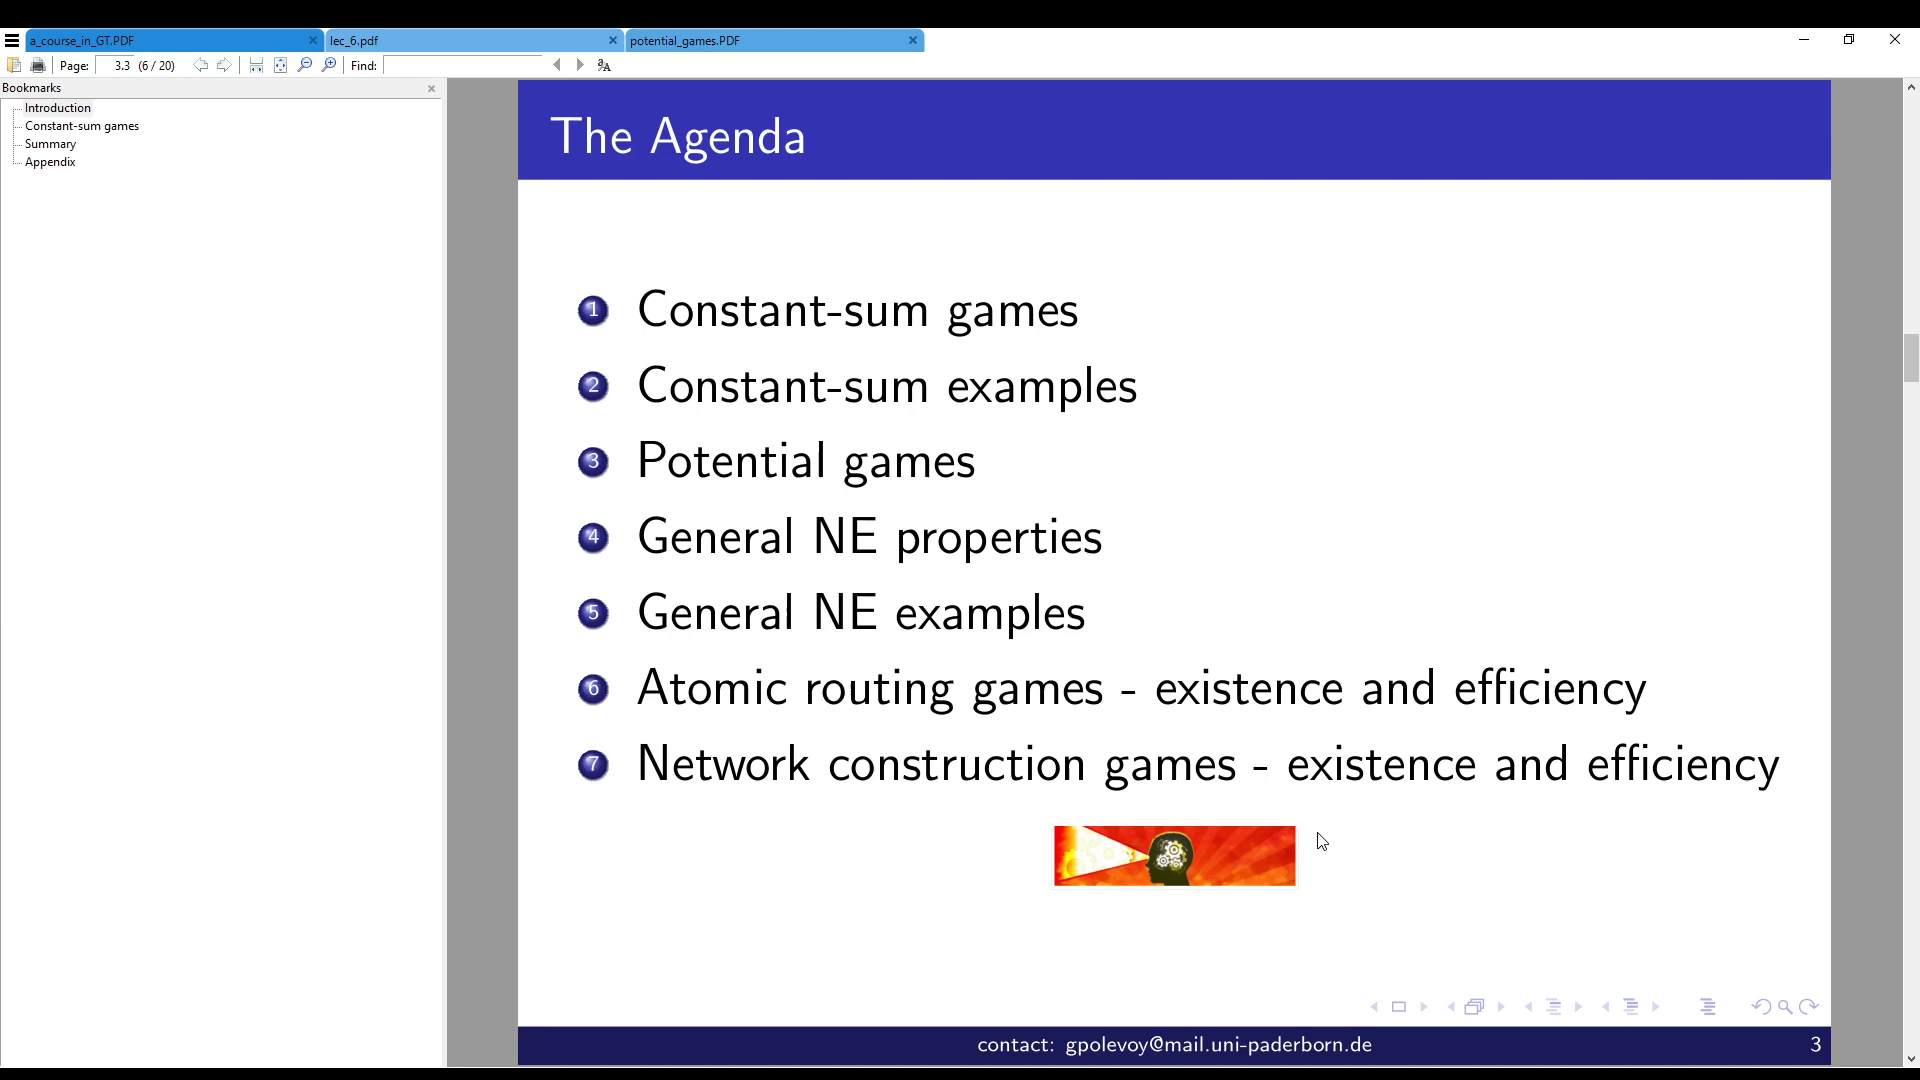 a_course_in_GT.PDF
lec_6.pdf
potential_games.PDF
Page: 3.3 (6 / 20)
Find:
Bookmarks
Introduction
Constant-sum games
Summary
Appendix
The Agenda
1 Constant-sum games
2 Constant-sum examples
3 Potential games
4 General NE properties
5 General NE examples
6 Atomic routing games - existence and efficiency
7 Network construction games - existence and efficiency
contact: gpolevoy@mail.uni-paderborn.de
3